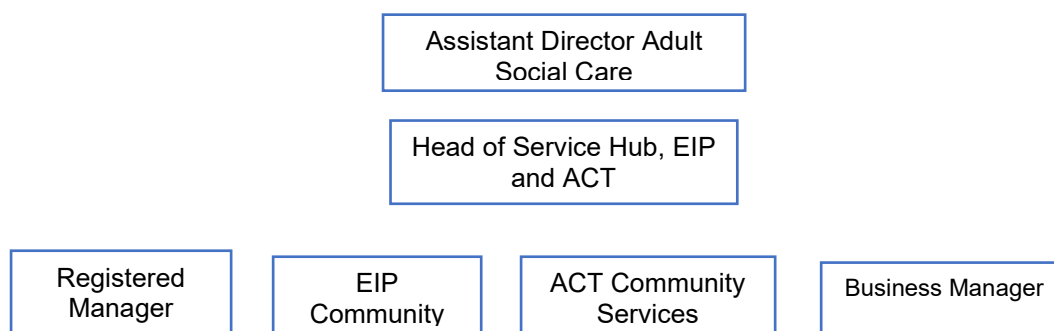 Assistant Director Adult
Social Care
Head of Service Hub, EIP
and ACT
Registered
Manager
EIP
Community
ACT Community
Services
Business Manager